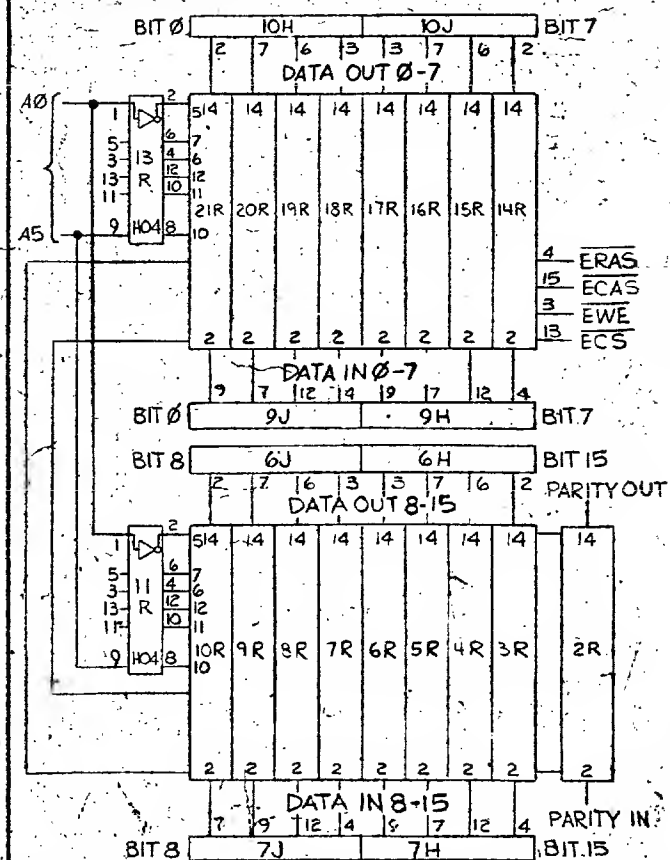 BIT Ø 10H 10J BIT 7
2 7 6 3 3 7 6 2
DATA OUT Ø-7
AØ 1 2 5 14 14 14 14 14 14 14 14
5 6 7
3 13 4 6
13 R 12 12
11 10 11
21R 20R 19R 18R 17R 16R 15R 14R
A5 9 H04 8 10
4 ERAS
15 ECAS
3 EWE
13 ECS
2 2 2 2 2 2 2 2
DATA IN Ø-7
9 7 12 4 9 7 12 4
BIT Ø 9J 9H BIT 7
BIT 8 6J 6H BIT 15
2 7 6 3 3 7 6 2 PARITY OUT
DATA OUT 8-15
1 2 5 14 14 14 14 14 14 14 14 14
5 6 7
3 11 4 6
13 R 12 12
11 10 11
9 H04 8 10
10R 9R 8R 7R 6R 5R 4R 3R 2R
2 2 2 2 2 2 2 2 2
DATA IN 8-15
7 9 12 4 7 12 4 PARITY IN
BIT 8 7J 7H BIT 15